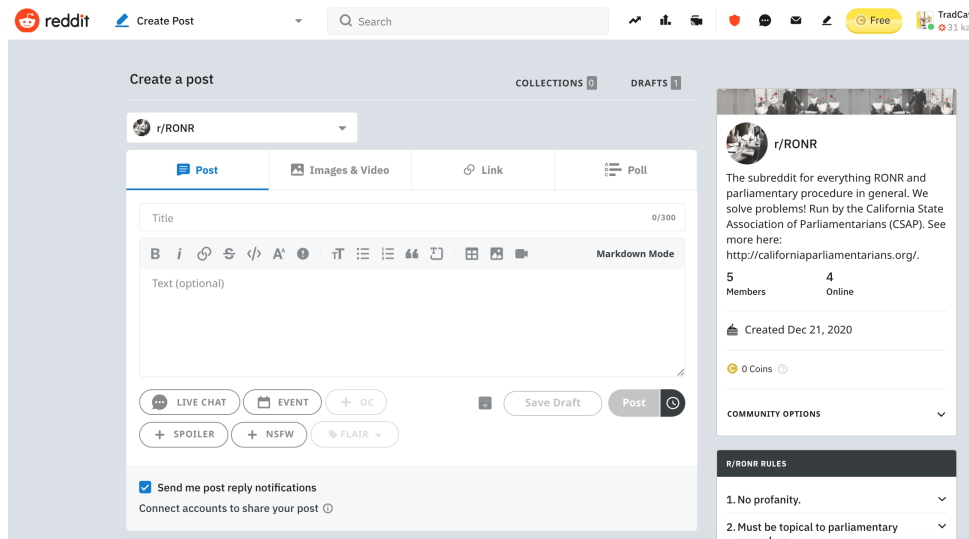 reddit
Create Post
Search
Free
TradCat
31 ka
Create a post
COLLECTIONS 0
DRAFTS 1
r/RONR
Post
Images & Video
Link
Poll
Title
0/300
Markdown Mode
Text (optional)
LIVE CHAT
EVENT
+ OC
Save Draft
Post
+ SPOILER
+ NSFW
FLAIR
Send me post reply notifications
Connect accounts to share your post
r/RONR
The subreddit for everything RONR and
parliamentary procedure in general. We
solve problems! Run by the California State
Association of Parliamentarians (CSAP). See
more here:
http://californiaparliamentarians.org/.
5
Members
4
Online
Created Dec 21, 2020
0 Coins
COMMUNITY OPTIONS
R/RONR RULES
1. No profanity.
2. Must be topical to parliamentary